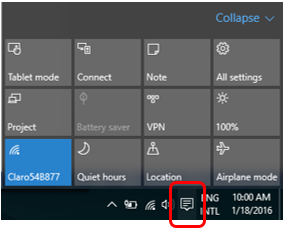 Collapse
Tablet mode Connect Note All settings
Project Battery saver VPN 100%
Claro54B877 Quiet hours Location Airplane mode
ENG 10:00 AM
INTL 1/18/2016